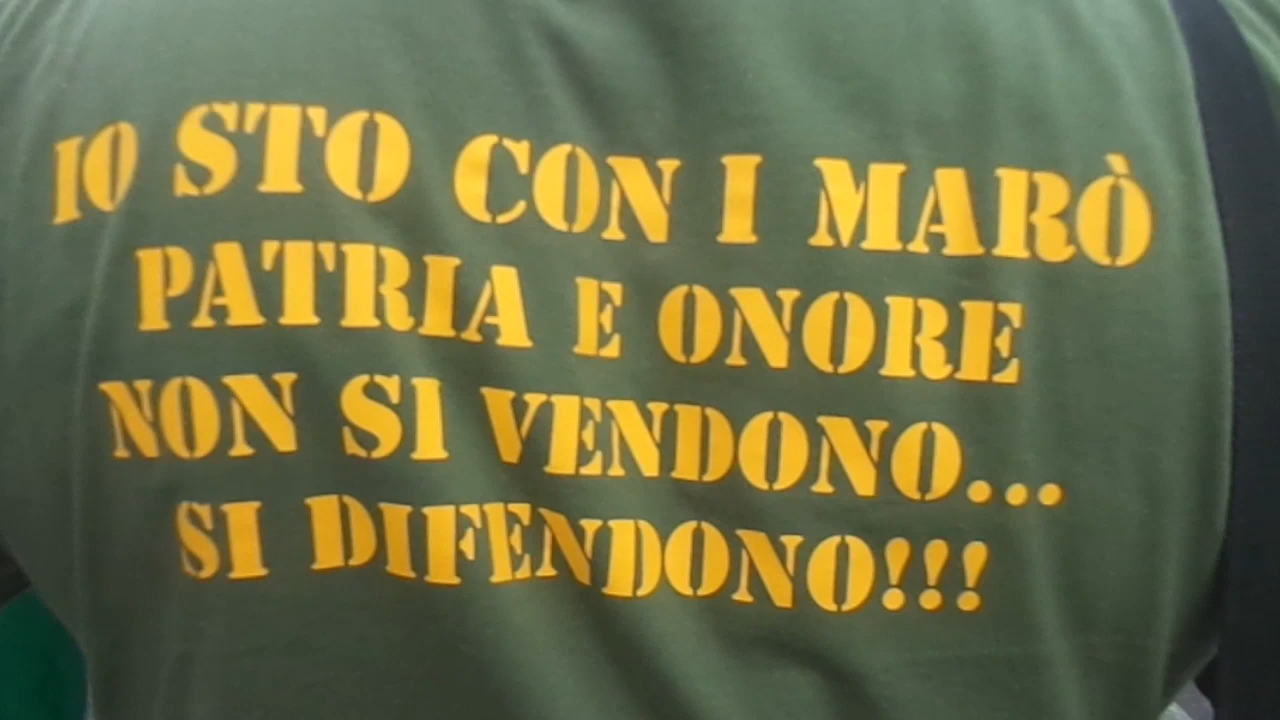 IO STO CON I MARÒ
PATRIA E ONORE
NON SI VENDONO...
SI DIFENDONO!!!